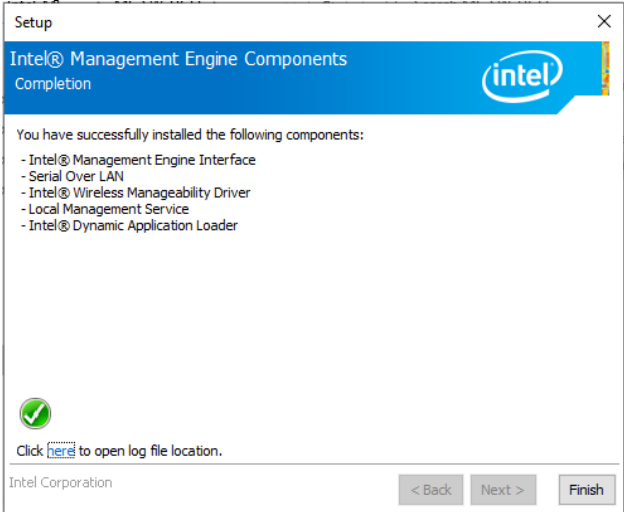 Setup
Intel® Management Engine Components
Completion
intel
You have successfully installed the following components:
- Intel® Management Engine Interface
- Serial Over LAN
- Intel® Wireless Manageability Driver
- Local Management Service
- Intel® Dynamic Application Loader
Click here to open log file location.
Intel Corporation
< Back Next > Finish